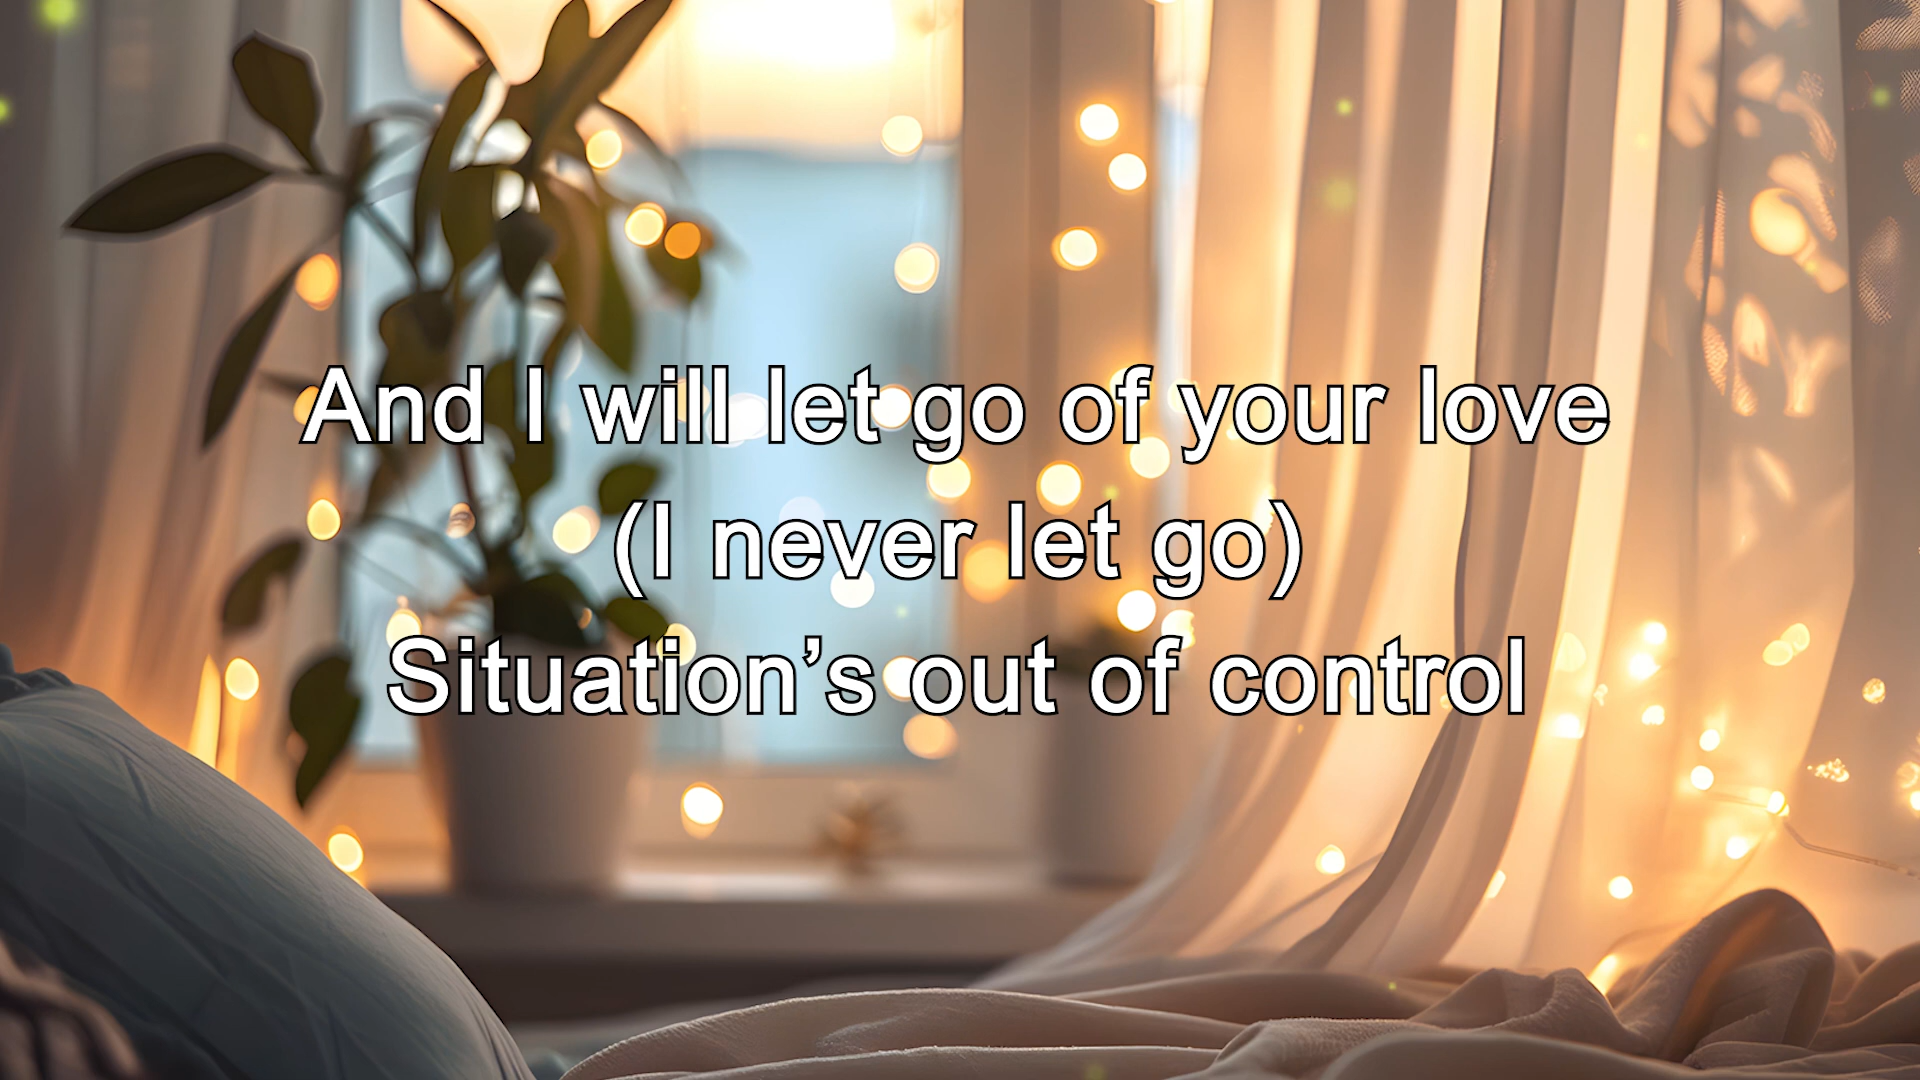 And I will let go of your love
(I never let go)
Situation’s out of control